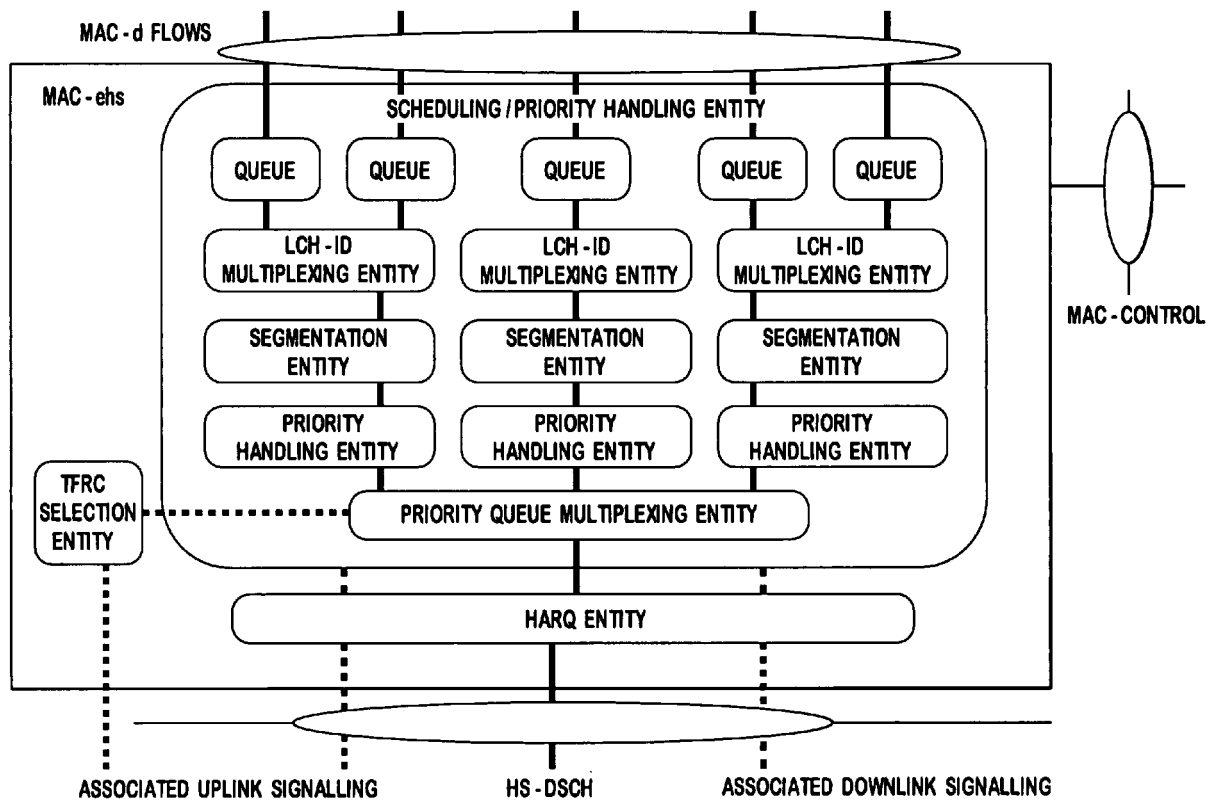 MAC-d FLOWS
MAC-ehs
SCHEDULING / PRIORITY HANDLING ENTITY
QUEUE QUEUE QUEUE QUEUE QUEUE
LCH-ID MULTIPLEXING ENTITY
LCH-ID MULTIPLEXING ENTITY
LCH-ID MULTIPLEXING ENTITY
MAC-CONTROL
SEGMENTATION ENTITY
SEGMENTATION ENTITY
SEGMENTATION ENTITY
PRIORITY HANDLING ENTITY
PRIORITY HANDLING ENTITY
PRIORITY HANDLING ENTITY
TFRC SELECTION ENTITY
PRIORITY QUEUE MULTIPLEXING ENTITY
HARQ ENTITY
ASSOCIATED UPLINK SIGNALLING
HS-DSCH
ASSOCIATED DOWNLINK SIGNALLING